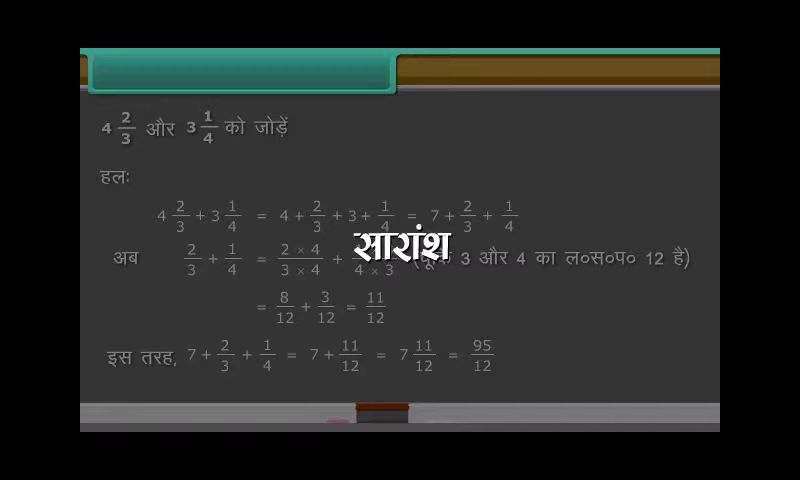 4 2/3 और 3 1/4 को जोड़ें
हलः
4 2/3 + 3 1/4 = 4 + 2/3 + 3 + 1/4 = 7 + 2/3 + 1/4
सारांश
अब 2/3 + 1/4 = 2 × 4/3 × 4 + 4 × 3 3 और 4 का ल०स०प० 12 है)
= 8/12 + 3/12 = 11/12
इस तरह, 7 + 2/3 + 1/4 = 7 + 11/12 = 7 11/12 = 95/12